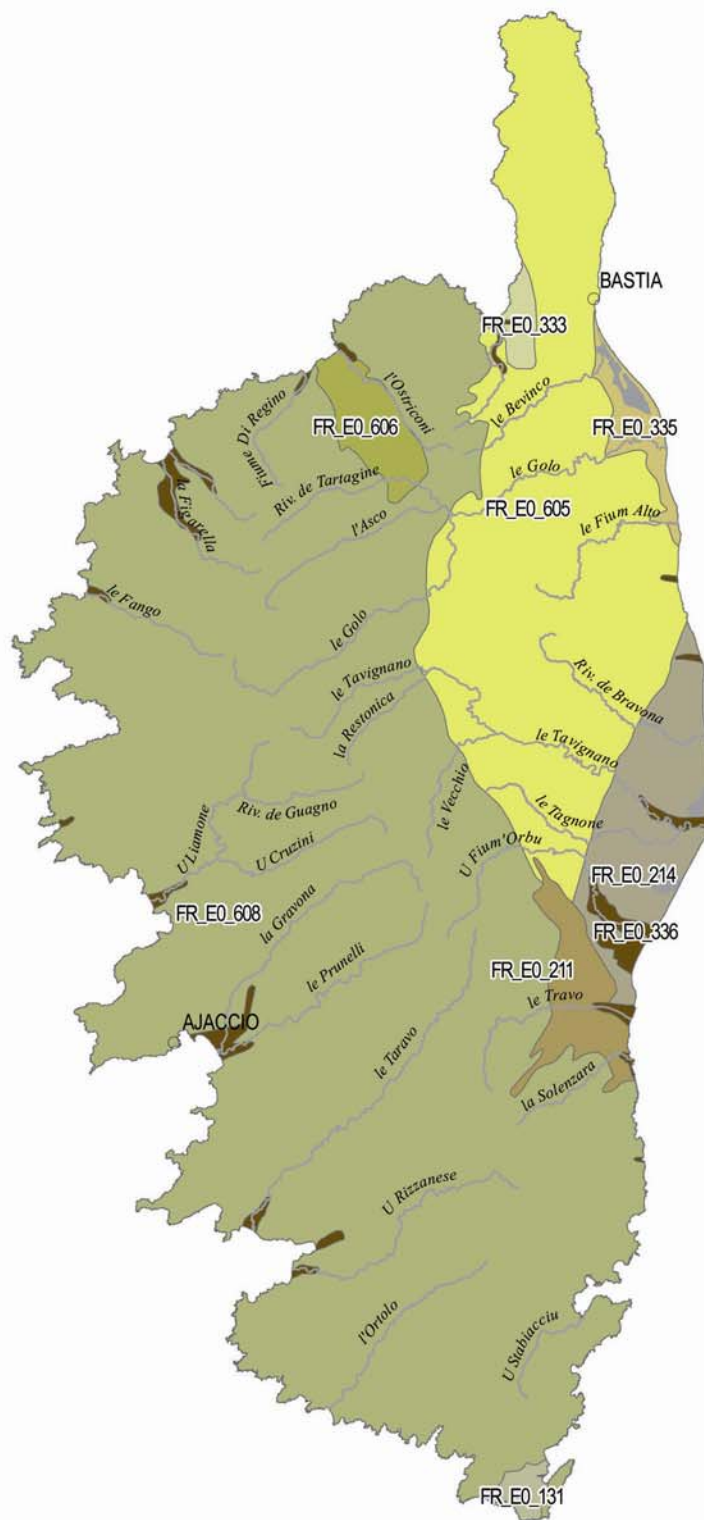 BASTIA
FR_E0_333
l'Ostriconi
le Bevinco
Fiume Di Regino
FR_E0_606
FR_E0_335
le Golo
Riv. de Tartagine
la Figarella
FR_E0_605
l'Asco
le Fium Alto
le Fango
le Golo
le Tavignano
Riv. de Bravona
la Restonica
le Tavignano
le Vecchio
Riv. de Guagno
le Tagnone
U Liamone
U Cruzini
U Fium'Orbu
FR_E0_214
FR_E0_608
la Gravona
FR_E0_336
le Prunelli
FR_E0_211
le Travo
AJACCIO
le Taravo
la Solenzara
U Rizzanese
l'Ortolo
U Stabiacciu
FR_E0_131